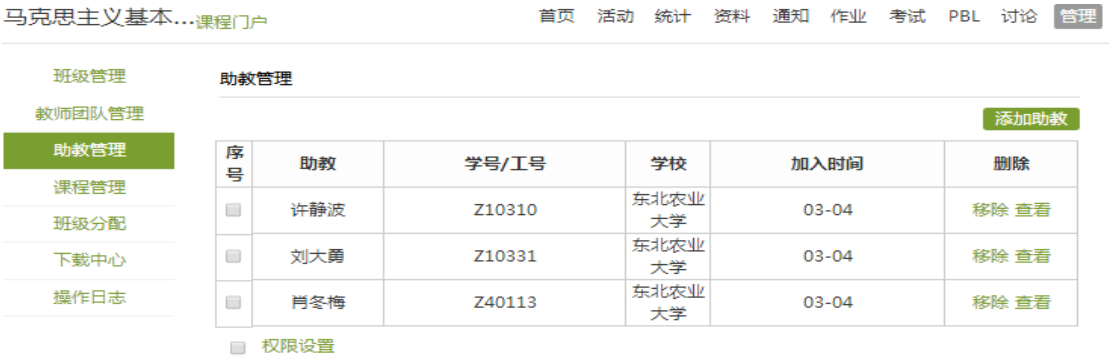 马克思主义基本...课程门户 首页 活动 统计 资料 通知 作业 考试 PBL 讨论 管理
班级管理
教师团队管理
助教管理
课程管理
班级分配
下载中心
操作日志
助教管理
添加助教
序号 助教 学号/工号 学校 加入时间 删除
许静波 Z10310 东北农业大学 03-04 移除 查看
刘大勇 Z10331 东北农业大学 03-04 移除 查看
肖冬梅 Z40113 东北农业大学 03-04 移除 查看
权限设置